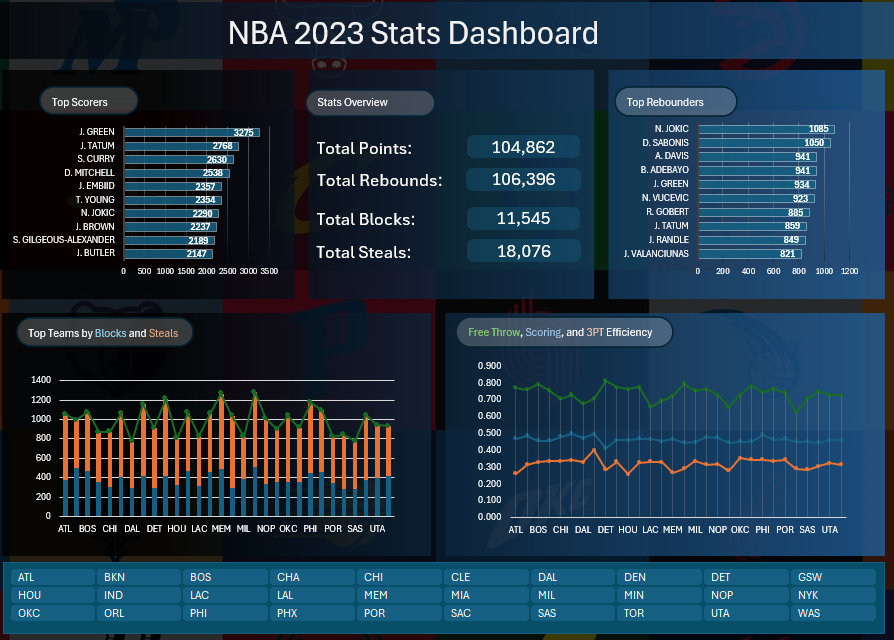 NBA 2023 Stats Dashboard
Top Scorers
J. GREEN 3275
J. TATUM 2768
S. CURRY 2630
D. MITCHELL 2538
J. EMBIID 2357
T. YOUNG 2354
N. JOKIC 2290
J. BROWN 2237
S. GILGEOUS-ALEXANDER 2189
J. BUTLER 2147
0 500 1000 1500 2000 2500 3000 3500
Stats Overview
Total Points: 104,862
Total Rebounds: 106,396
Total Blocks: 11,545
Total Steals: 18,076
Top Rebounders
N. JOKIC 1085
D. SABONIS 1050
A. DAVIS 941
B. ADEBAYO 941
J. GREEN 934
N. VUCEVIC 923
R. GOBERT 885
J. TATUM 859
J. RANDLE 849
J. VALANCIUNAS 821
0 200 400 600 800 1000 1200
Top Teams by Blocks and Steals
1400
1200
1000
800
600
400
200
0
ATL BOS CHI DAL DET HOU LAC MEM MIL NOP OKC PHI POR SAS UTA
Free Throw, Scoring, and 3PT Efficiency
0.900
0.800
0.700
0.600
0.500
0.400
0.300
0.200
0.100
0.000
ATL BOS CHI DAL DET HOU LAC MEM MIL NOP OKC PHI POR SAS UTA
ATL BKN BOS CHA CHI CLE DAL DEN DET GSW
HOU IND LAC LAL MEM MIA MIL MIN NOP NYK
OKC ORL PHI PHX POR SAC SAS TOR UTA WAS